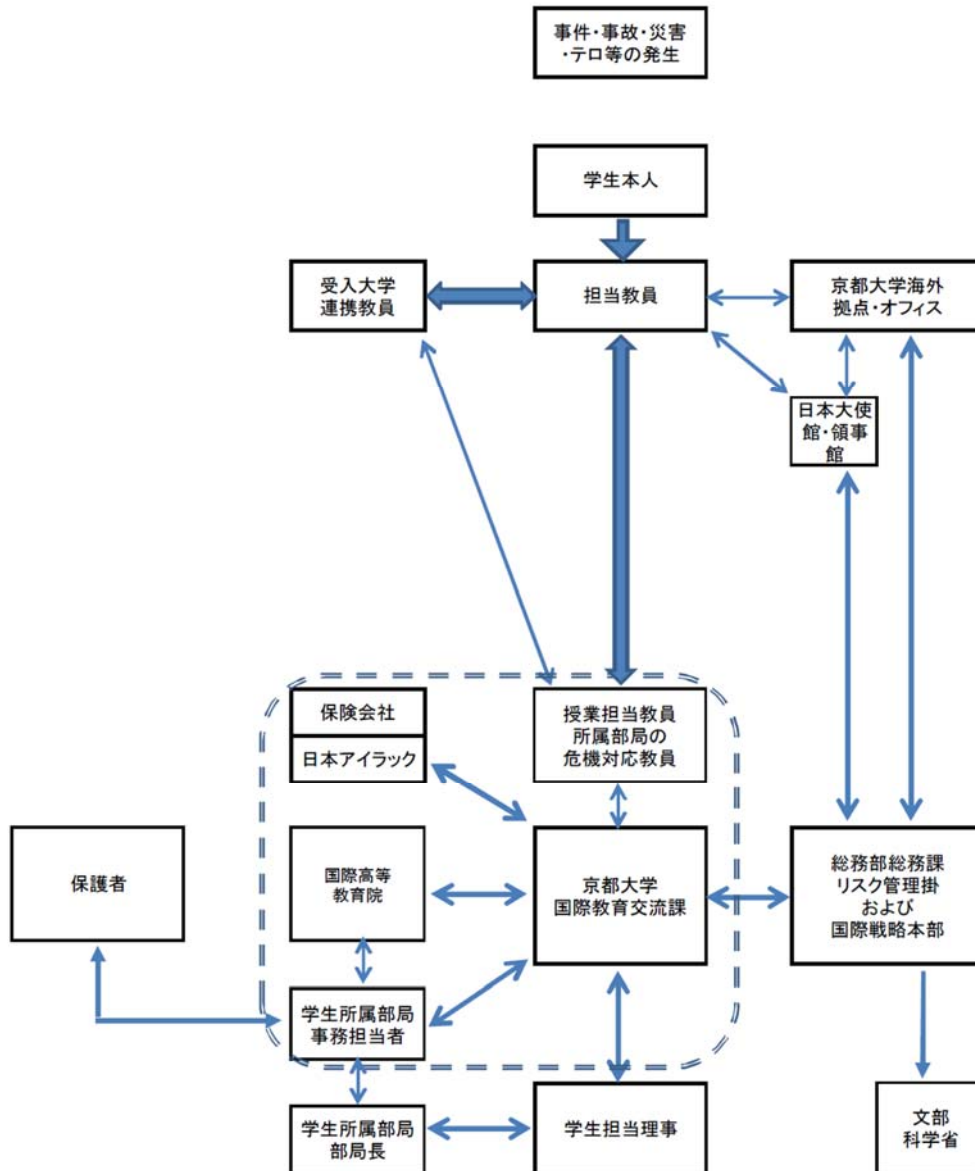 事件・事故・災害
・テロ等の発生
学生本人
受入大学
連携教員
担当教員
京都大学海外
拠点・オフィス
日本大使
館・領事
館
保険会社
日本アイラック
授業担当教員
所属部局の
危機対応教員
保護者
国際高等
教育院
京都大学
国際教育交流課
総務部総務課
リスク管理掛
および
国際戦略本部
学生所属部局
事務担当者
学生所属部局
部局長
学生担当理事
文部
科学省